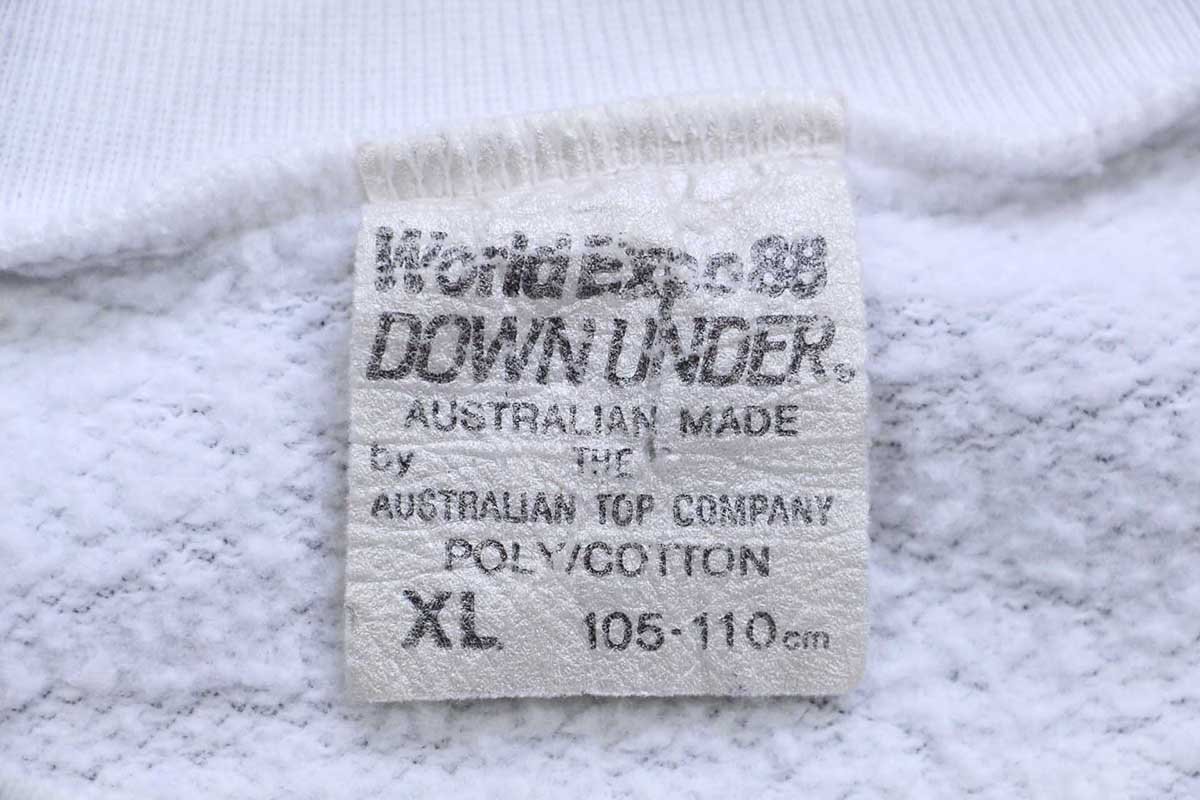 World Expo 88
DOWN UNDER®
AUSTRALIAN MADE
by THE
AUSTRALIAN TOP COMPANY
POLY/COTTON
XL 105-110cm